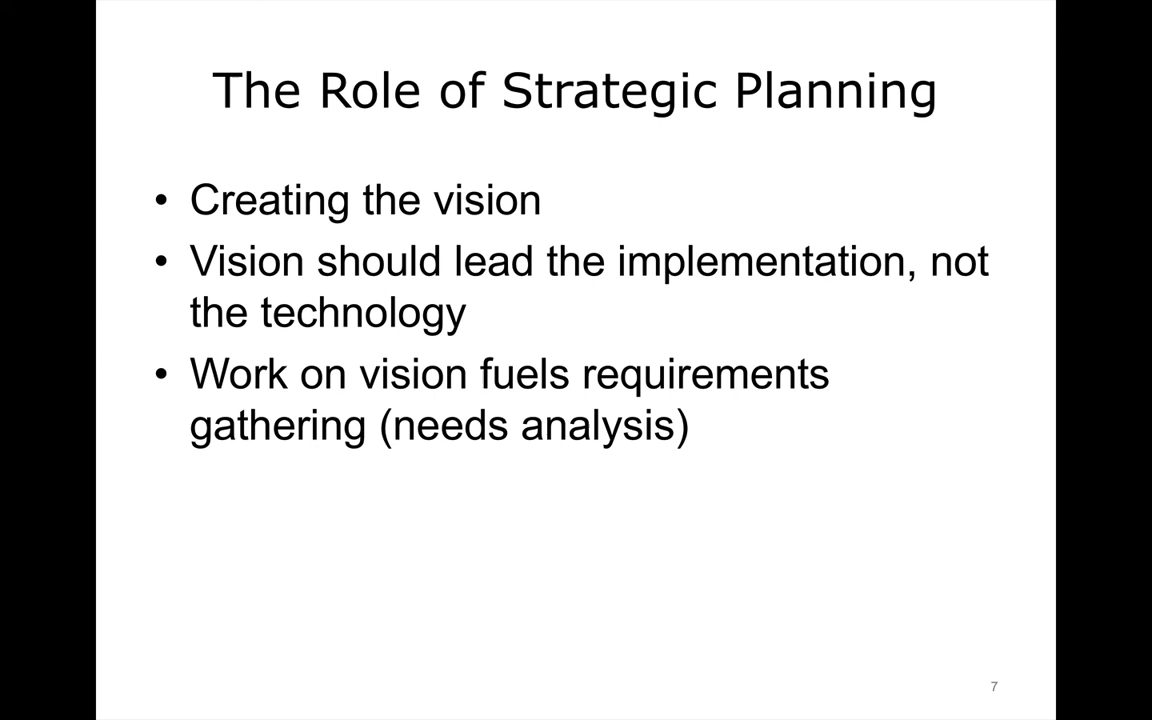 The Role of Strategic Planning
• Creating the vision
• Vision should lead the implementation, not
the technology
• Work on vision fuels requirements
gathering (needs analysis)
7